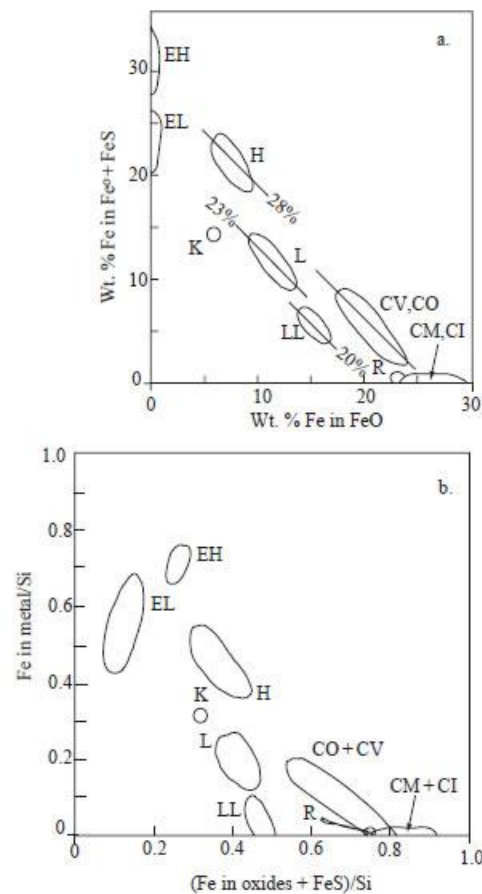 a.
30
20
10
0
Wt. % Fe in Feº + FeS
EH
EL
H
28%
23%
K
L
LL
20%
CV,CO
CM,CI
R
0
10
20
30
Wt. % Fe in FeO
b.
1.0
0.8
0.6
0.4
0.2
0
Fe in metal/Si
EH
EL
H
K
L
LL
CO + CV
CM + CI
R
0
0.2
0.4
0.6
0.8
1.0
(Fe in oxides + FeS)/Si